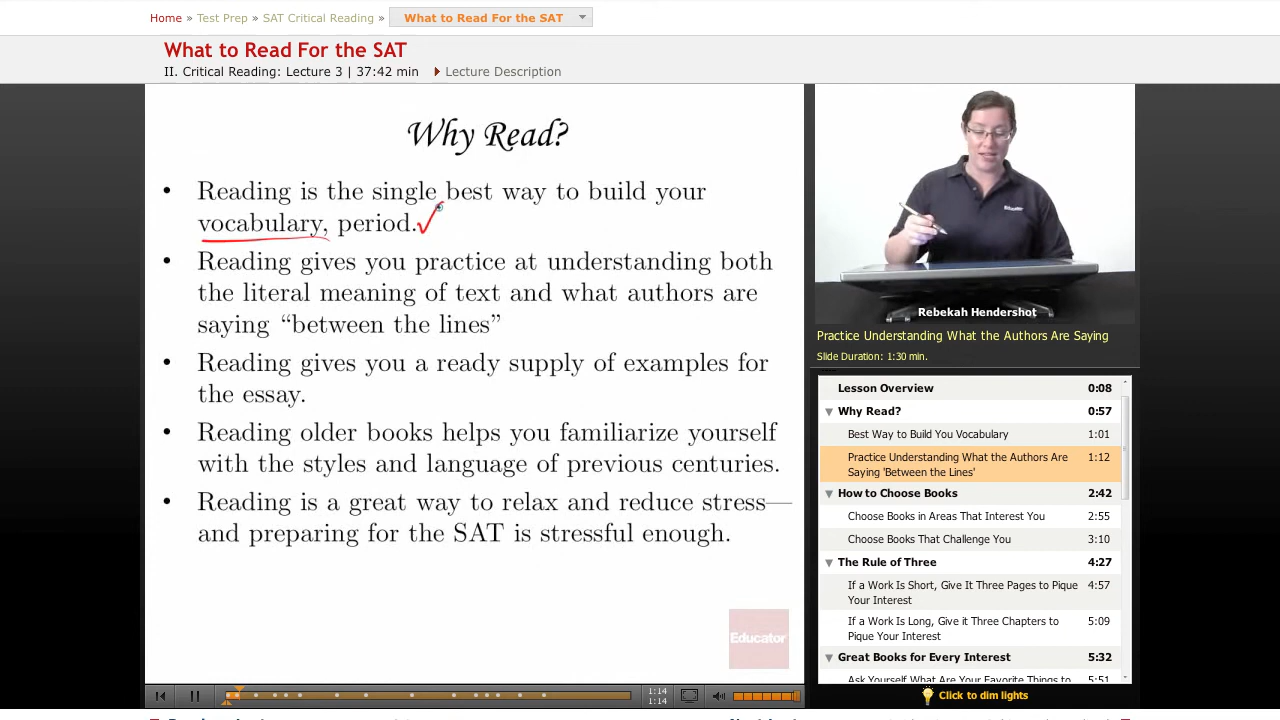 Home » Test Prep » SAT Critical Reading » What to Read For the SAT
What to Read For the SAT
II. Critical Reading: Lecture 3 | 37:42 min Lecture Description
Why Read?
• Reading is the single best way to build your
vocabulary, period.
• Reading gives you practice at understanding both
the literal meaning of text and what authors are
saying “between the lines”
• Reading gives you a ready supply of examples for
the essay.
• Reading older books helps you familiarize yourself
with the styles and language of previous centuries.
• Reading is a great way to relax and reduce stress—
and preparing for the SAT is stressful enough.
Educator
1:14
1:14
Rebekah Hendershot
Practice Understanding What the Authors Are Saying
Slide Duration: 1:30 min.
Lesson Overview 0:08
Why Read? 0:57
Best Way to Build You Vocabulary 1:01
Practice Understanding What the Authors Are 1:12
Saying 'Between the Lines'
How to Choose Books 2:42
Choose Books in Areas That Interest You 2:55
Choose Books That Challenge You 3:10
The Rule of Three 4:27
If a Work Is Short, Give It Three Pages to Pique 4:57
Your Interest
If a Work Is Long, Give it Three Chapters to 5:09
Pique Your Interest
Great Books for Every Interest 5:32
Ask Yourself What Are Your Favorite Things to 5:51
Click to dim lights